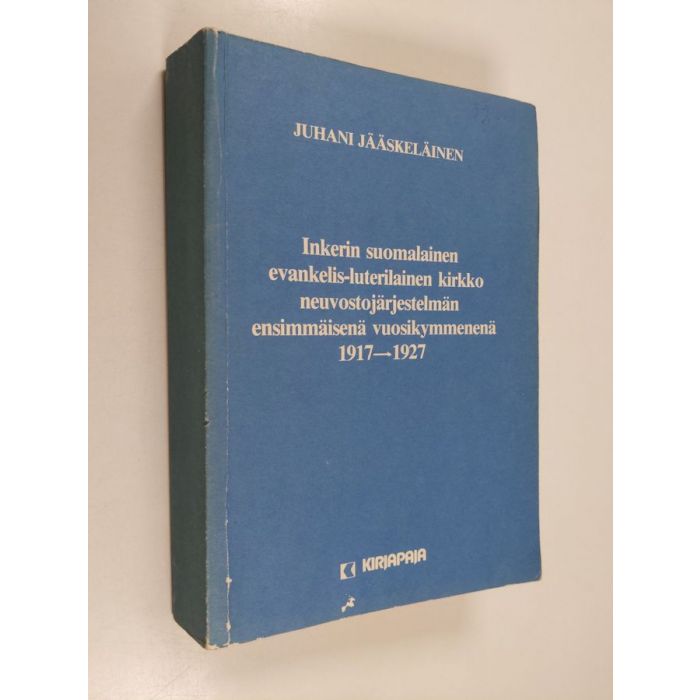 JUHANI JÄÄSKELÄINEN
Inkerin suomalainen
evankelis-luterilainen kirkko
neuvostojärjestelmän
ensimmäisenä vuosikymmenenä
1917—1927
KIRJAPAJA